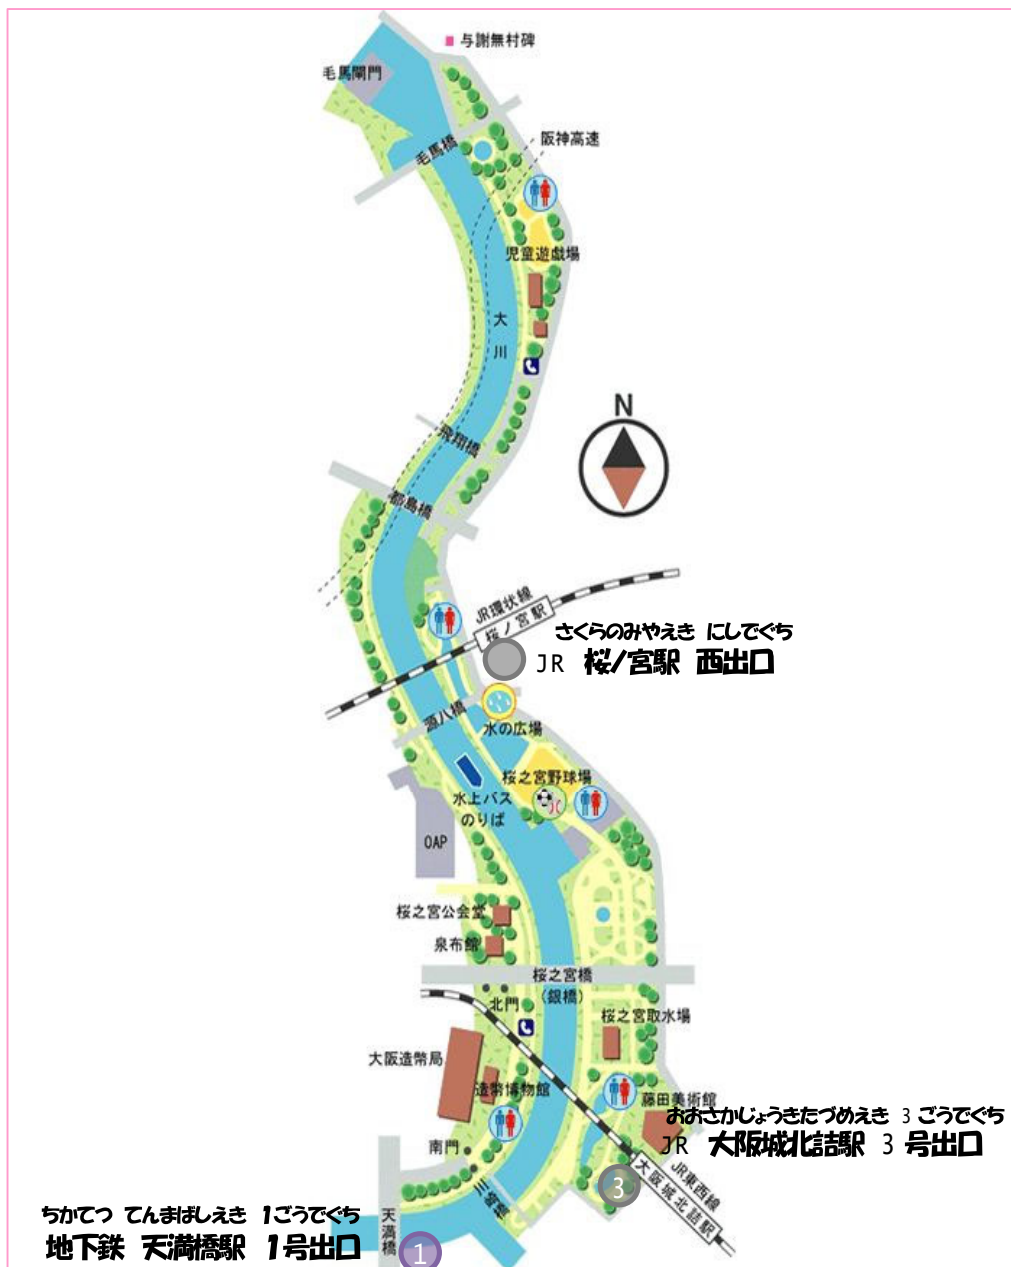 与謝無村碑
毛馬閘門
阪神高速
毛馬橋
児童遊戯場
大川
N
飛翔橋
都島橋
JR環状線
桜ノ宮駅
さくらのみやえき にしでぐち
JR 桜ノ宮駅 西出口
源八橋
水の広場
桜之宮野球場
水上バス
のりば
OAP
桜之宮公会堂
泉布館
桜之宮橋
(銀橋)
北門
桜之宮取水場
大阪造幣局
造幣博物館
藤田美術館
おおさかじょうきたづめえき 3 ごうでぐち
JR 大阪城北詰駅 3 号出口
南門
JR東西線
大阪城北詰駅
3
川崎橋
ちかてつ てんまばしえき 1ごうでぐち
地下鉄 天満橋駅 1号出口
天満橋
1